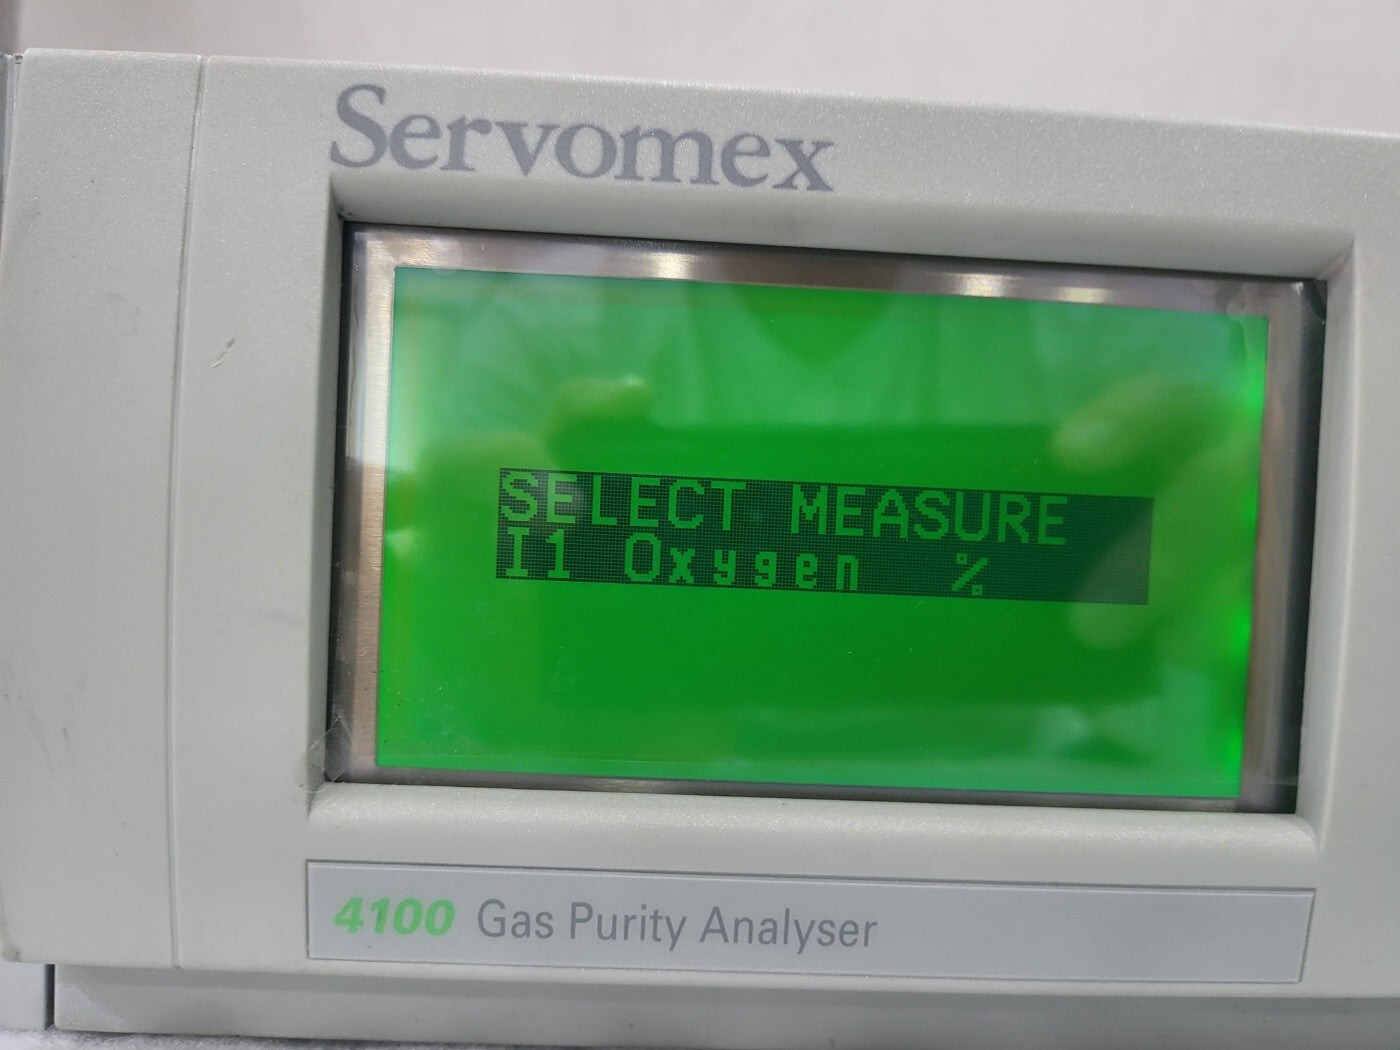 Servomex
SELECT MEASURE
I1 Oxygen %
4100 Gas Purity Analyser